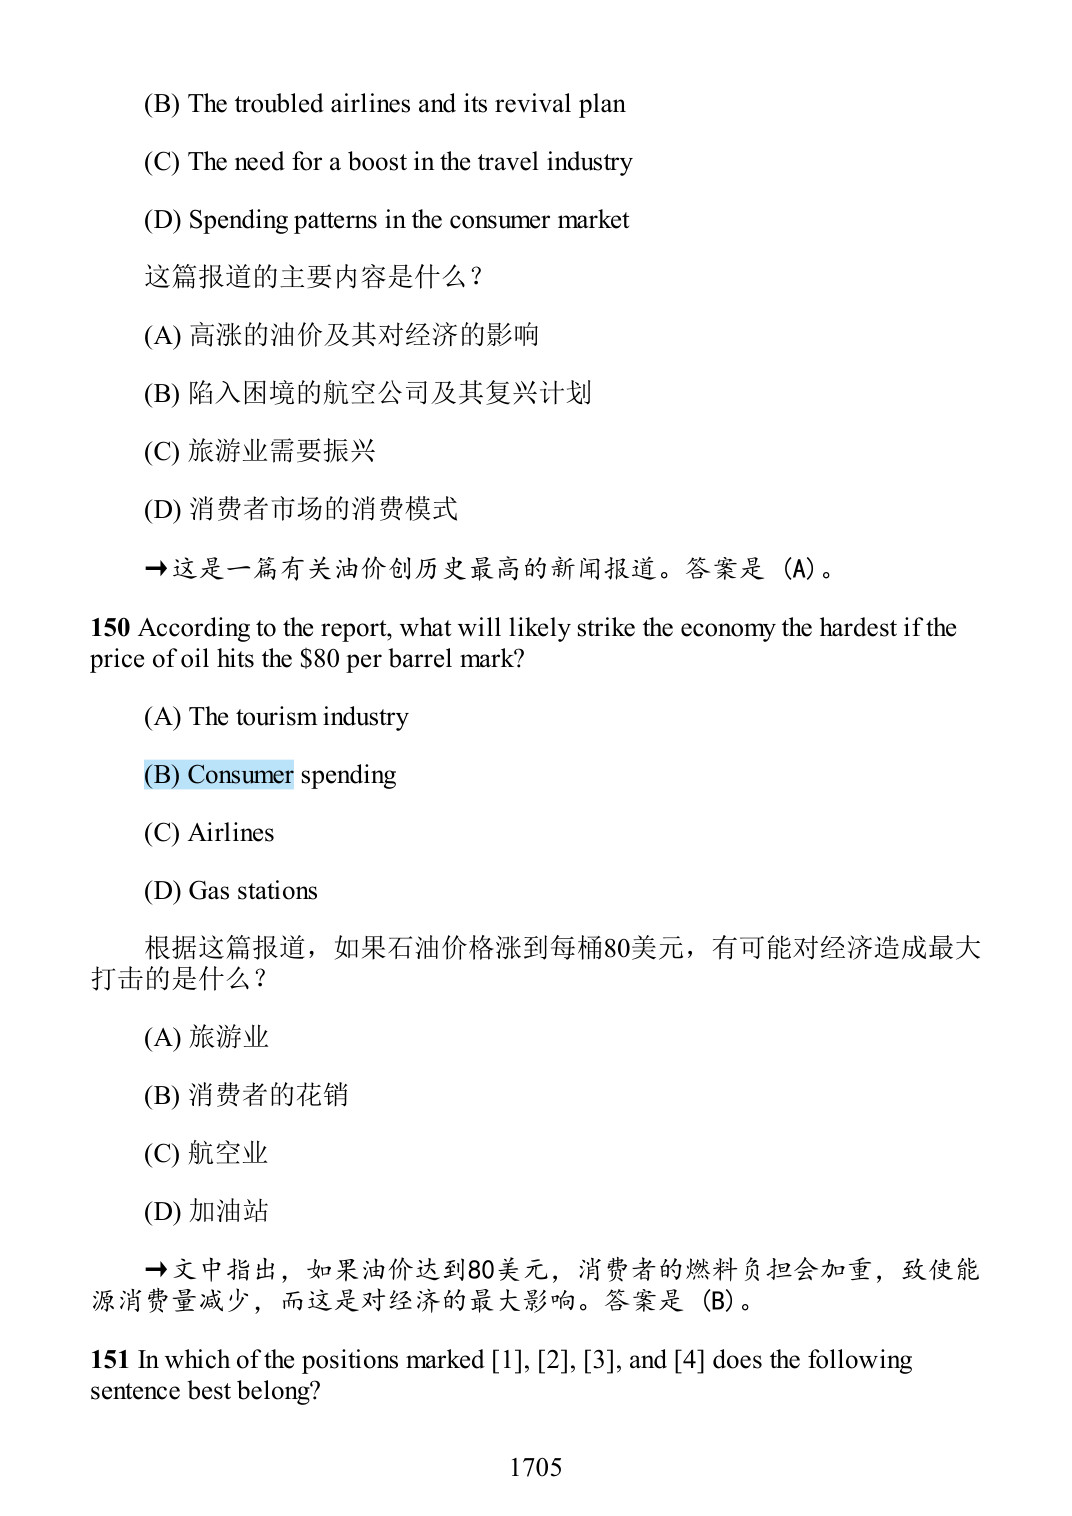 (B) The troubled airlines and its revival plan
(C) The need for a boost in the travel industry
(D) Spending patterns in the consumer market
这篇报道的主要内容是什么？
(A) 高涨的油价及其对经济的影响
(B) 陷入困境的航空公司及其复兴计划
(C) 旅游业需要振兴
(D) 消费者市场的消费模式
→这是一篇有关油价创历史最高的新闻报道。答案是 (A)。
150 According to the report, what will likely strike the economy the hardest if the
price of oil hits the $80 per barrel mark?
(A) The tourism industry
(B) Consumer spending
(C) Airlines
(D) Gas stations
根据这篇报道，如果石油价格涨到每桶80美元，有可能对经济造成最大
打击的是什么？
(A) 旅游业
(B) 消费者的花销
(C) 航空业
(D) 加油站
→文中指出，如果油价达到80美元，消费者的燃料负担会加重，致使能
源消费量减少，而这是对经济的最大影响。答案是 (B)。
151 In which of the positions marked [1], [2], [3], and [4] does the following
sentence best belong?
1705